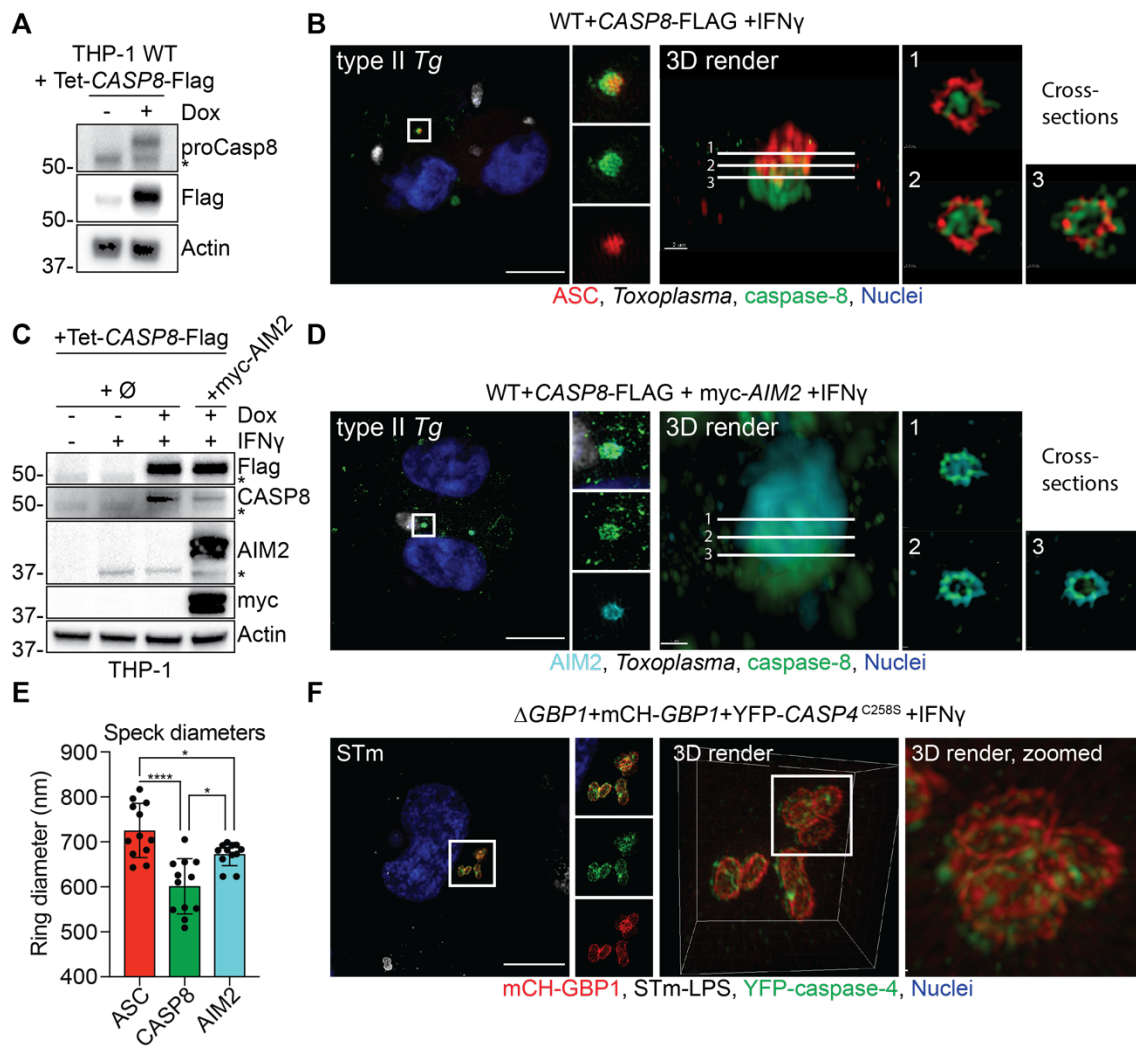 A
THP-1 WT
+ Tet-CASP8-Flag
- + Dox
proCasp8
50- *
Flag
50-
Actin
37-
B
WT+CASP8-FLAG +IFNγ
type II Tg
3D render
1
2
3
2 µm
1
Cross-
sections
2
3
ASC, Toxoplasma, caspase-8, Nuclei
C
+Tet-CASP8-Flag
+ Ø
+myc-AIM2
- - + + Dox
- + + + IFNγ
50- Flag
*
50- CASP8
*
AIM2
37- *
myc
37-
Actin
37-
THP-1
D
WT+CASP8-FLAG + myc-AIM2 +IFNγ
type II Tg
3D render
1
2
3
1
Cross-
sections
2
3
AIM2, Toxoplasma, caspase-8, Nuclei
E
Speck diameters
*
****
*
Ring diameter (nm)
900
800
700
600
500
400
ASC
CASP8
AIM2
F
ΔGBP1+mCH-GBP1+YFP-CASP4C258S +IFNγ
STm
3D render
3D render, zoomed
mCH-GBP1, STm-LPS, YFP-caspase-4, Nuclei